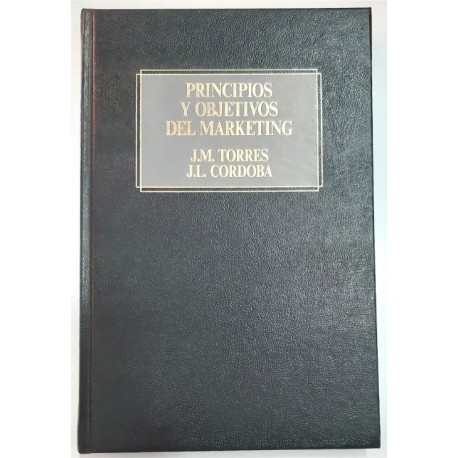 PRINCIPIOS
Y OBJETIVOS
DEL MARKETING
J.M. TORRES
J.L. CORDOBA